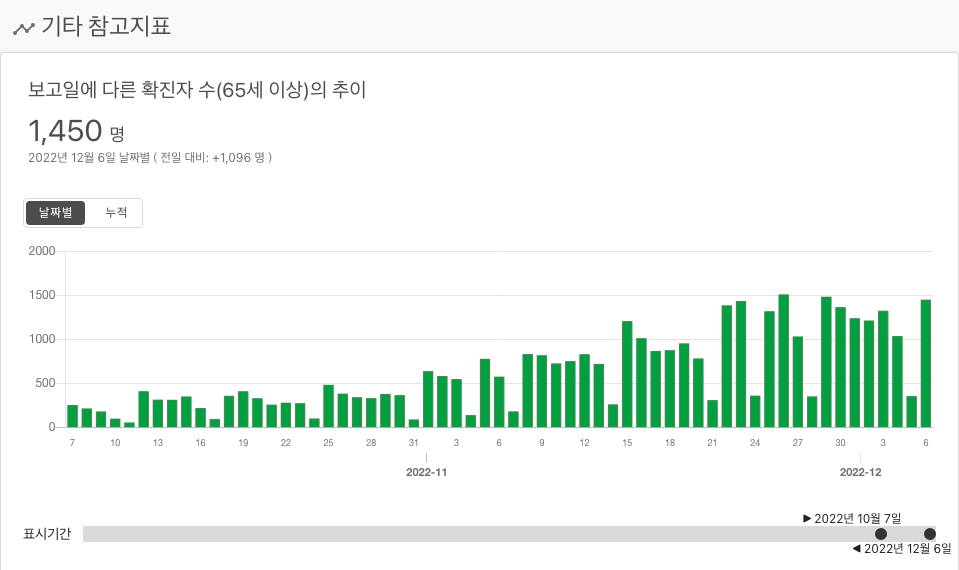 기타 참고지표
보고일에 다른 확진자 수(65세 이상)의 추이
1,450 명
2022년 12월 6일 날짜별 ( 전일 대비: +1,096 명 )
날짜별 누적
2000
1500
1000
500
0
7 10 13 16 19 22 25 28 31 3 6 9 12 15 18 21 24 27 30 3 6
2022-11 2022-12
▶ 2022년 10월 7일
표시기간
◀ 2022년 12월 6일